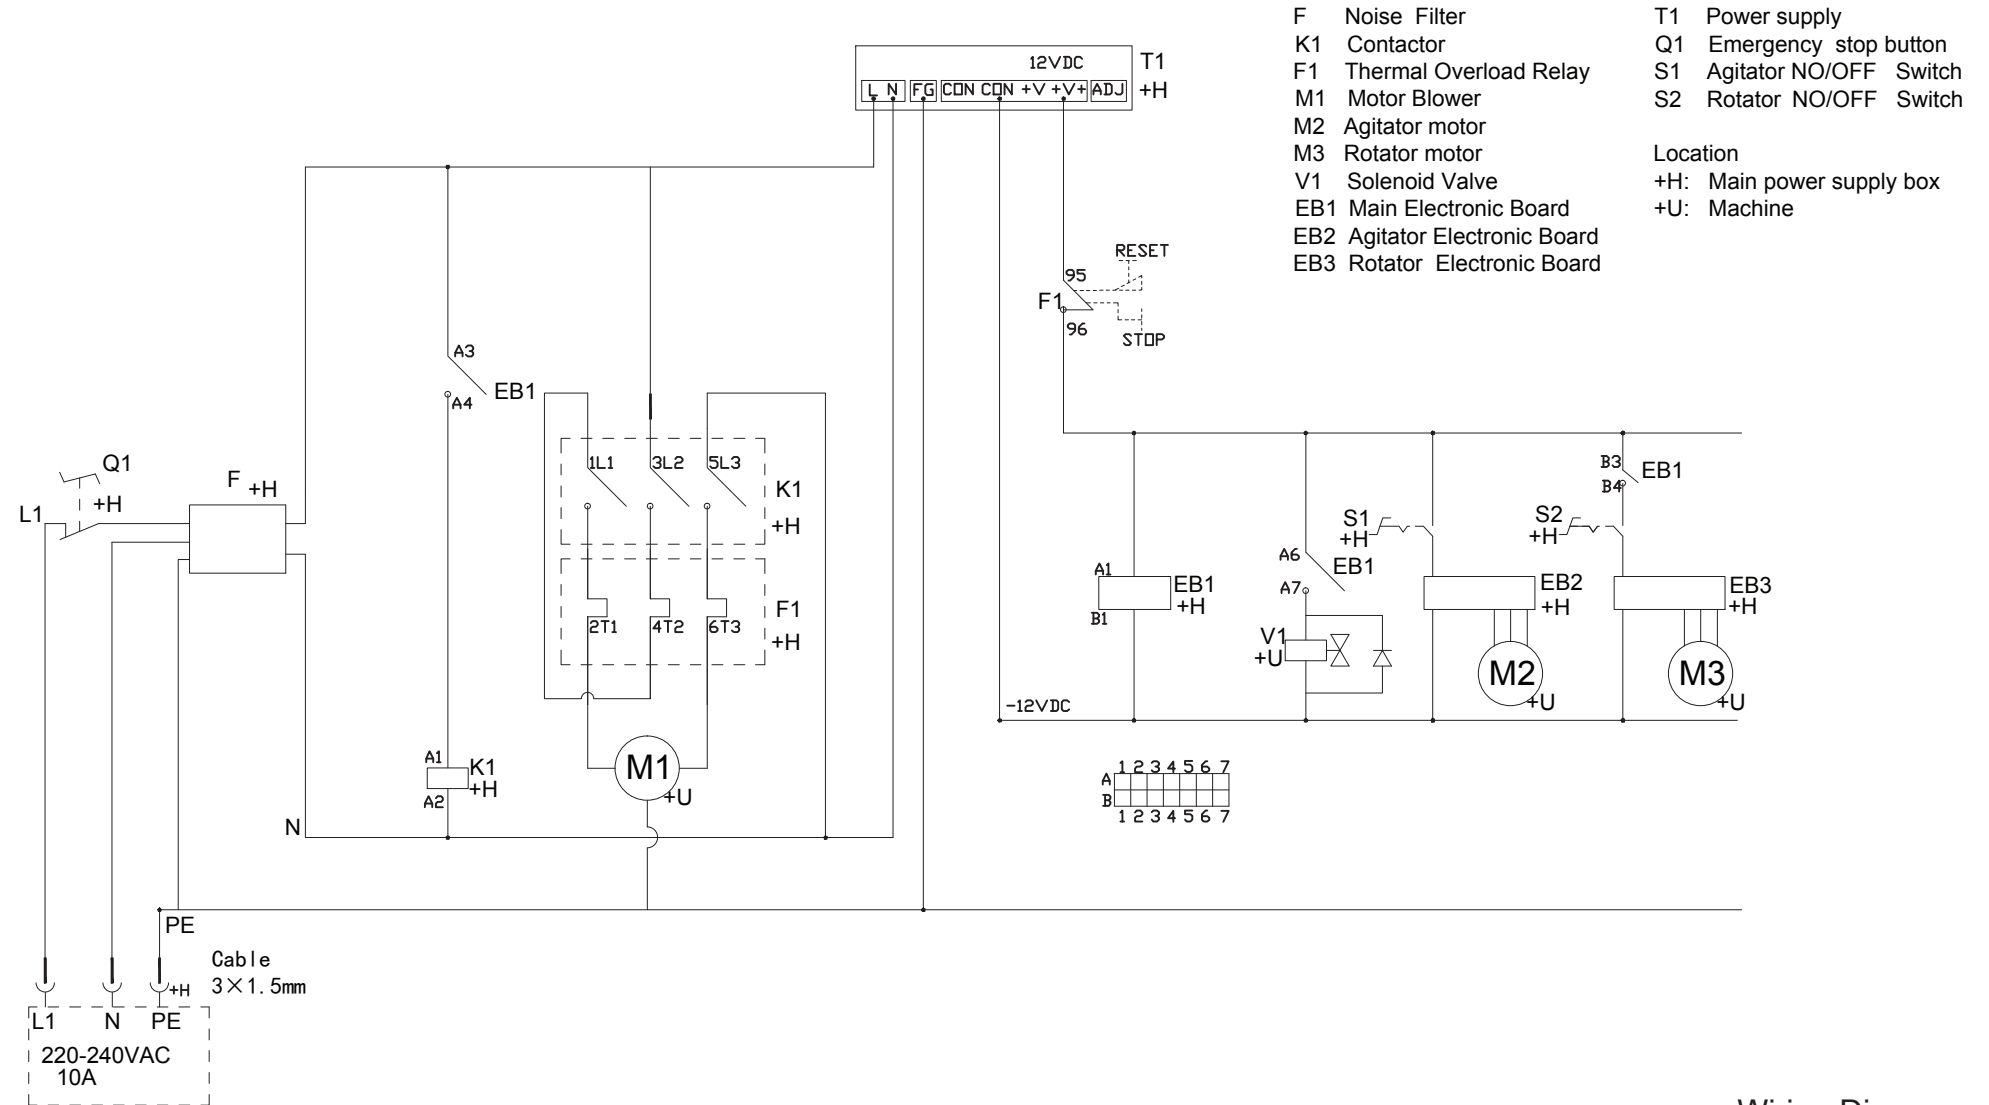 F Noise Filter
K1 Contactor
F1 Thermal Overload Relay
M1 Motor Blower
M2 Agitator motor
M3 Rotator motor
V1 Solenoid Valve
EB1 Main Electronic Board
EB2 Agitator Electronic Board
EB3 Rotator Electronic Board
T1 Power supply
Q1 Emergency stop button
S1 Agitator NO/OFF Switch
S2 Rotator NO/OFF Switch
Location
+H: Main power supply box
+U: Machine
12VDC
T1
L N FG CON CON +V +V+ ADJ
+H
RESET
95
F1
96
STOP
A3
EB1
A4
Q1
+H
L1
F +H
1L1 3L2 5L3
K1
+H
2T1 4T2 6T3
F1
+H
B3
EB1
B4
S1
+H
S2
+H
A6
EB1
A7
A1
EB1
+H
B1
EB2
+H
EB3
+H
V1
+U
M2
+U
M3
+U
-12VDC
A1
K1
+H
A2
M1
+U
1 2 3 4 5 6 7
A
B
1 2 3 4 5 6 7
N
PE
Cable
3×1.5mm
+H
L1 N PE
220-240VAC
10A